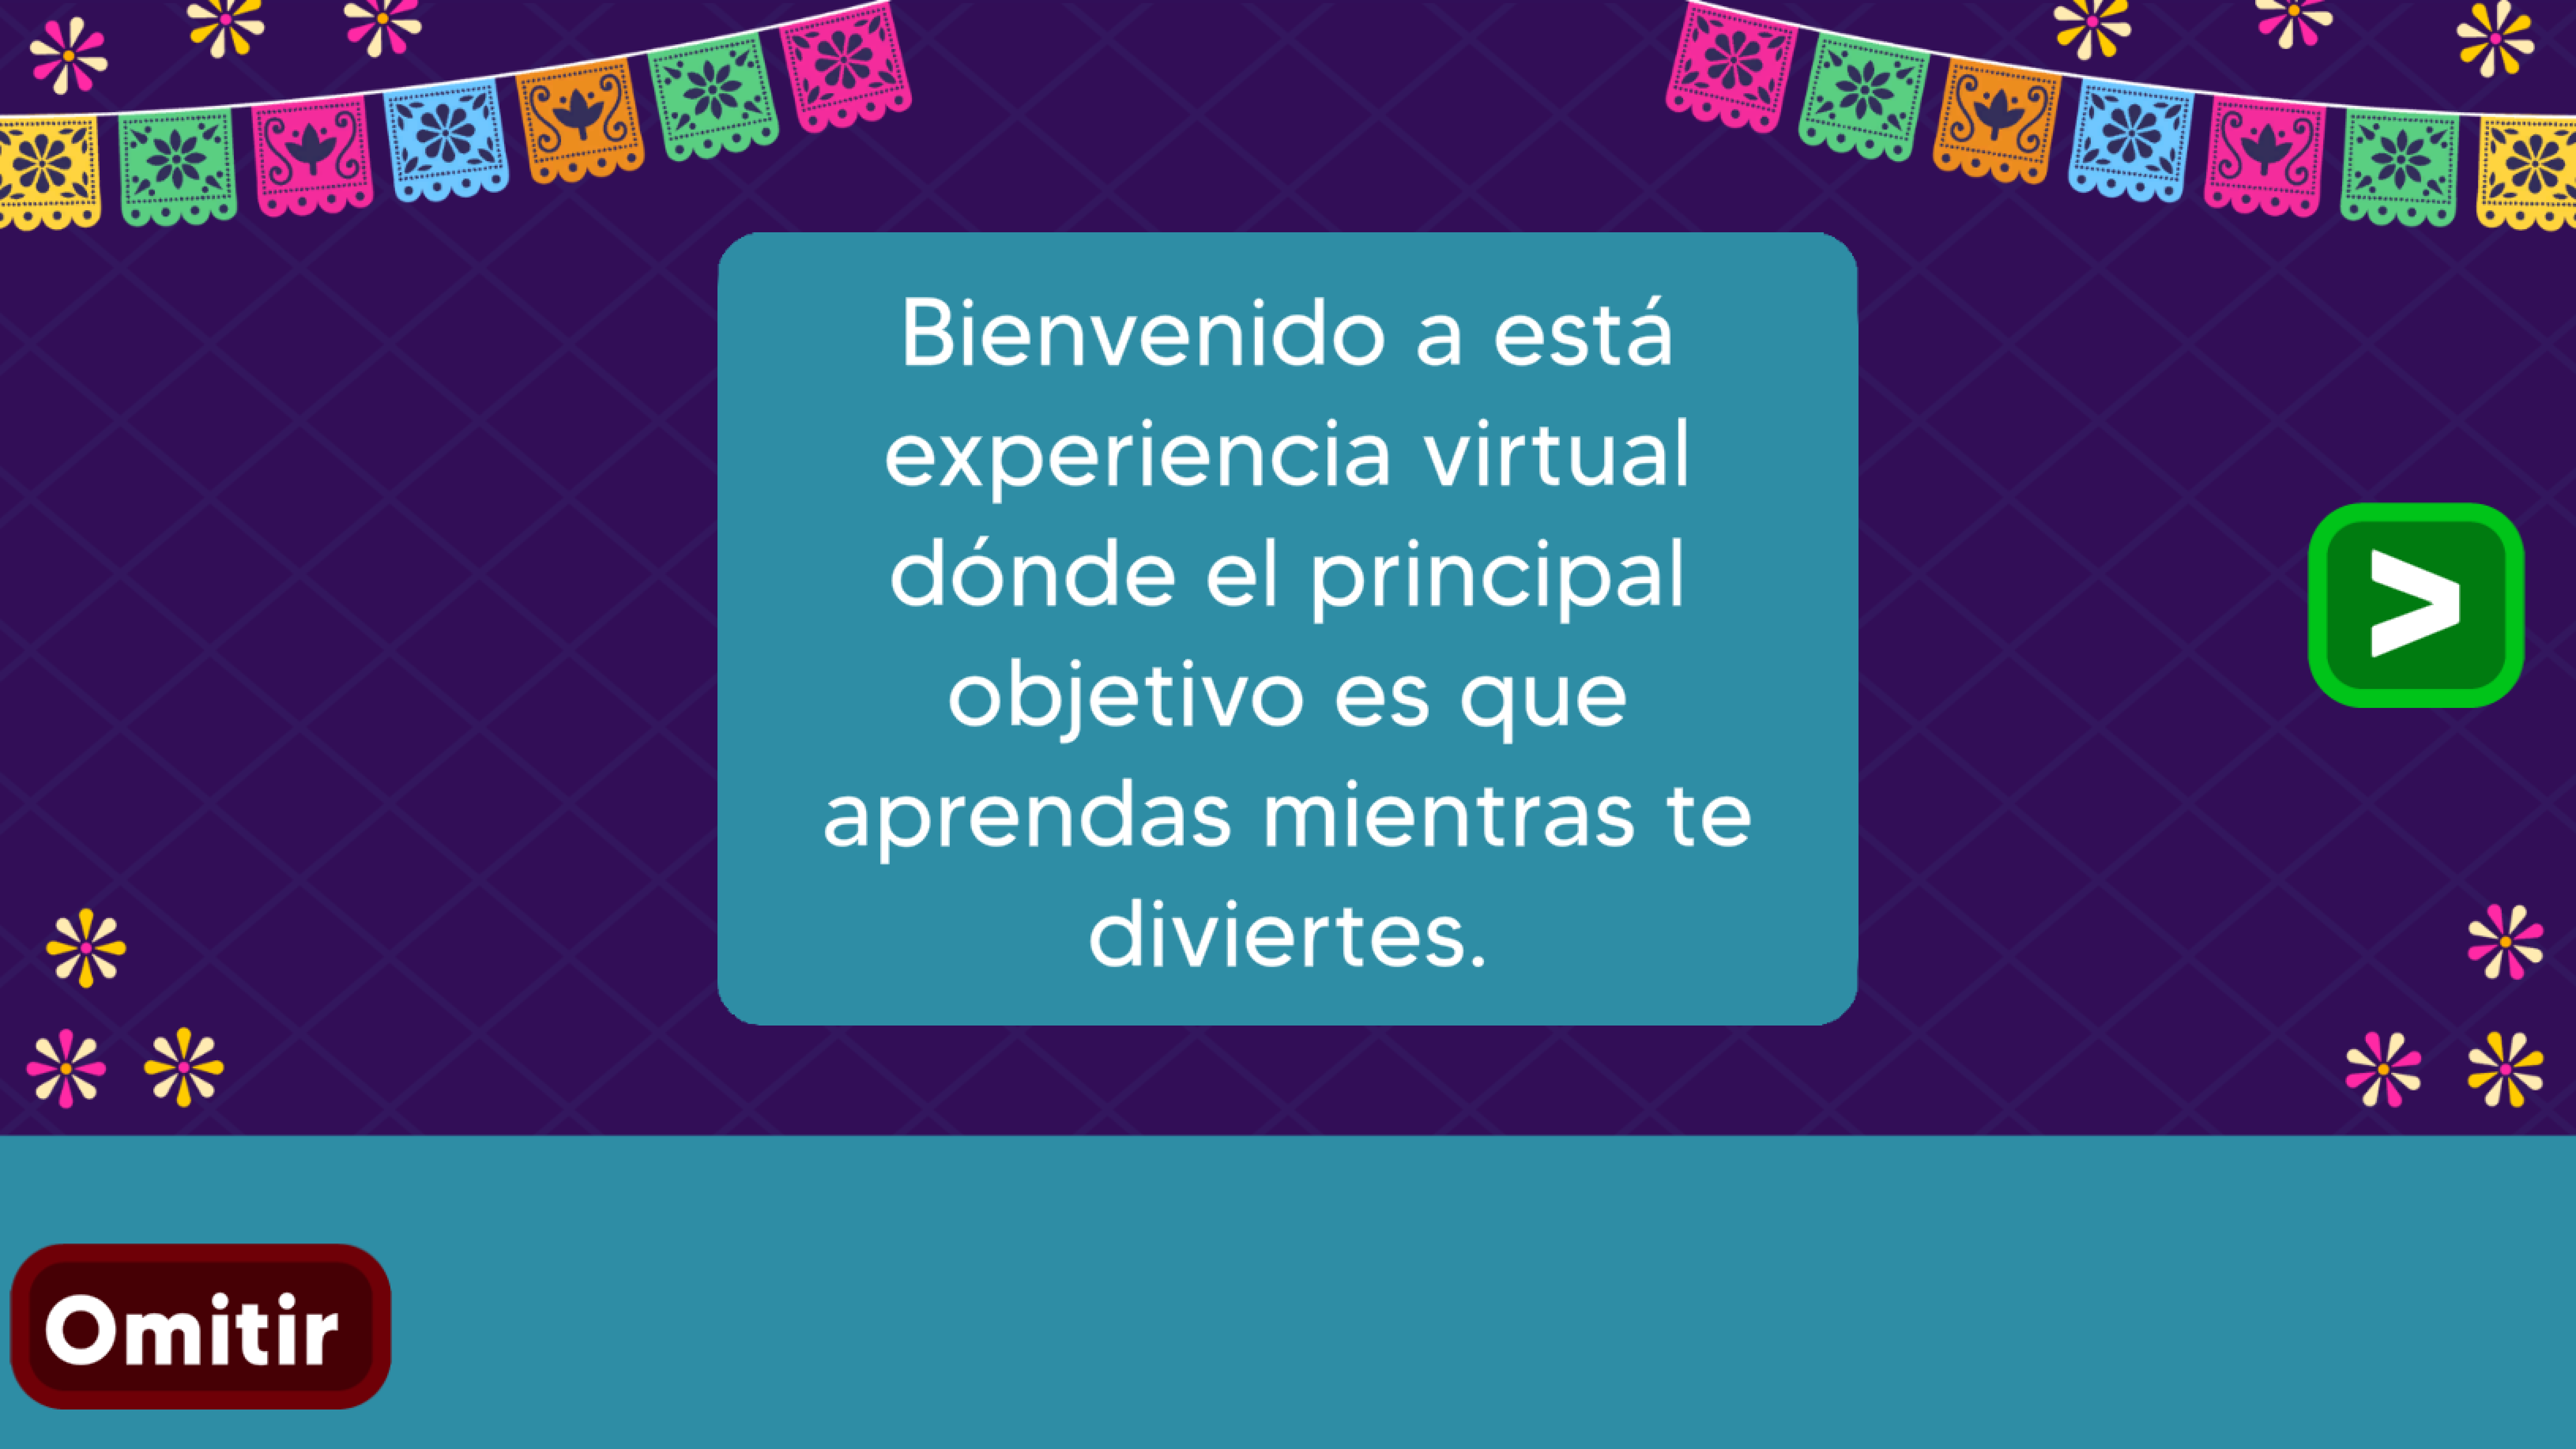 Bienvenido a está
experiencia virtual
dónde el principal
objetivo es que
aprendas mientras te
diviertes.
>
Omitir